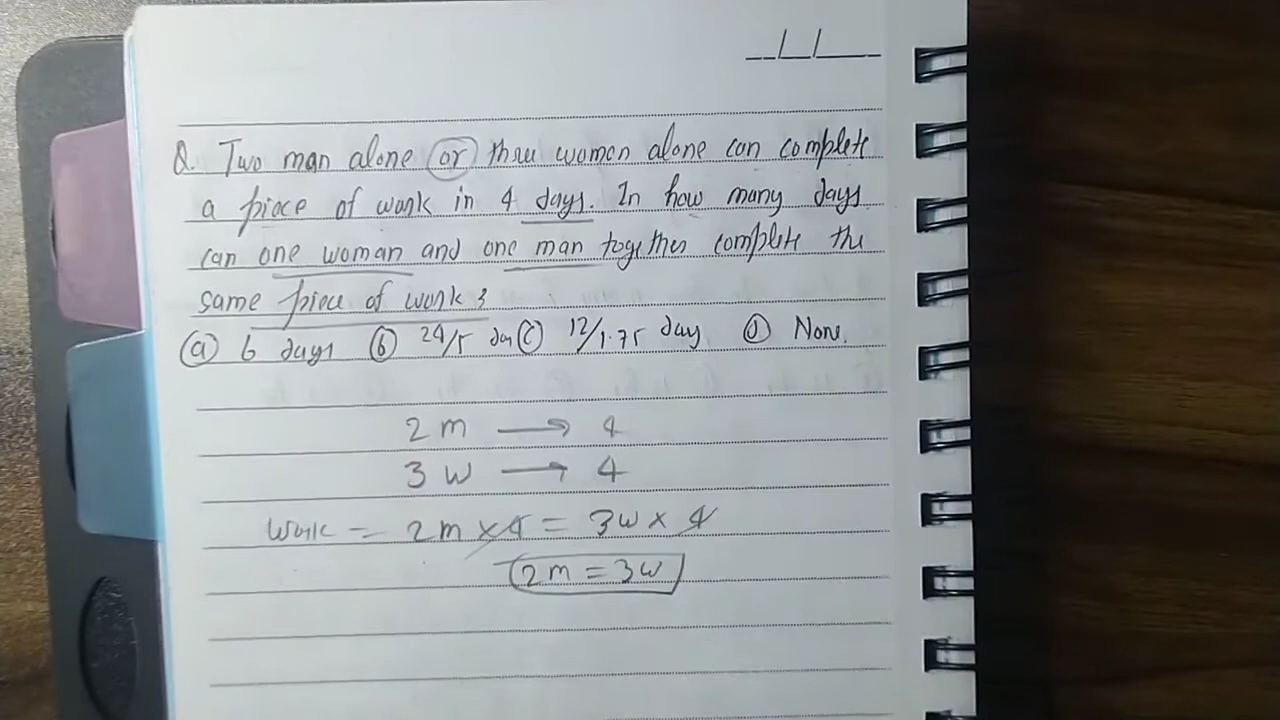 Q. Two man alone or three women alone can complete
a piece of work in 4 days. In how many days
can one woman and one man together complete the
same piece of work ?
(a) 6 days (b) 24/5 day (c) 12/1.75 day (d) None.
2m → 4
3w → 4
Work = 2m × 4 = 3w × 4
2m = 3w